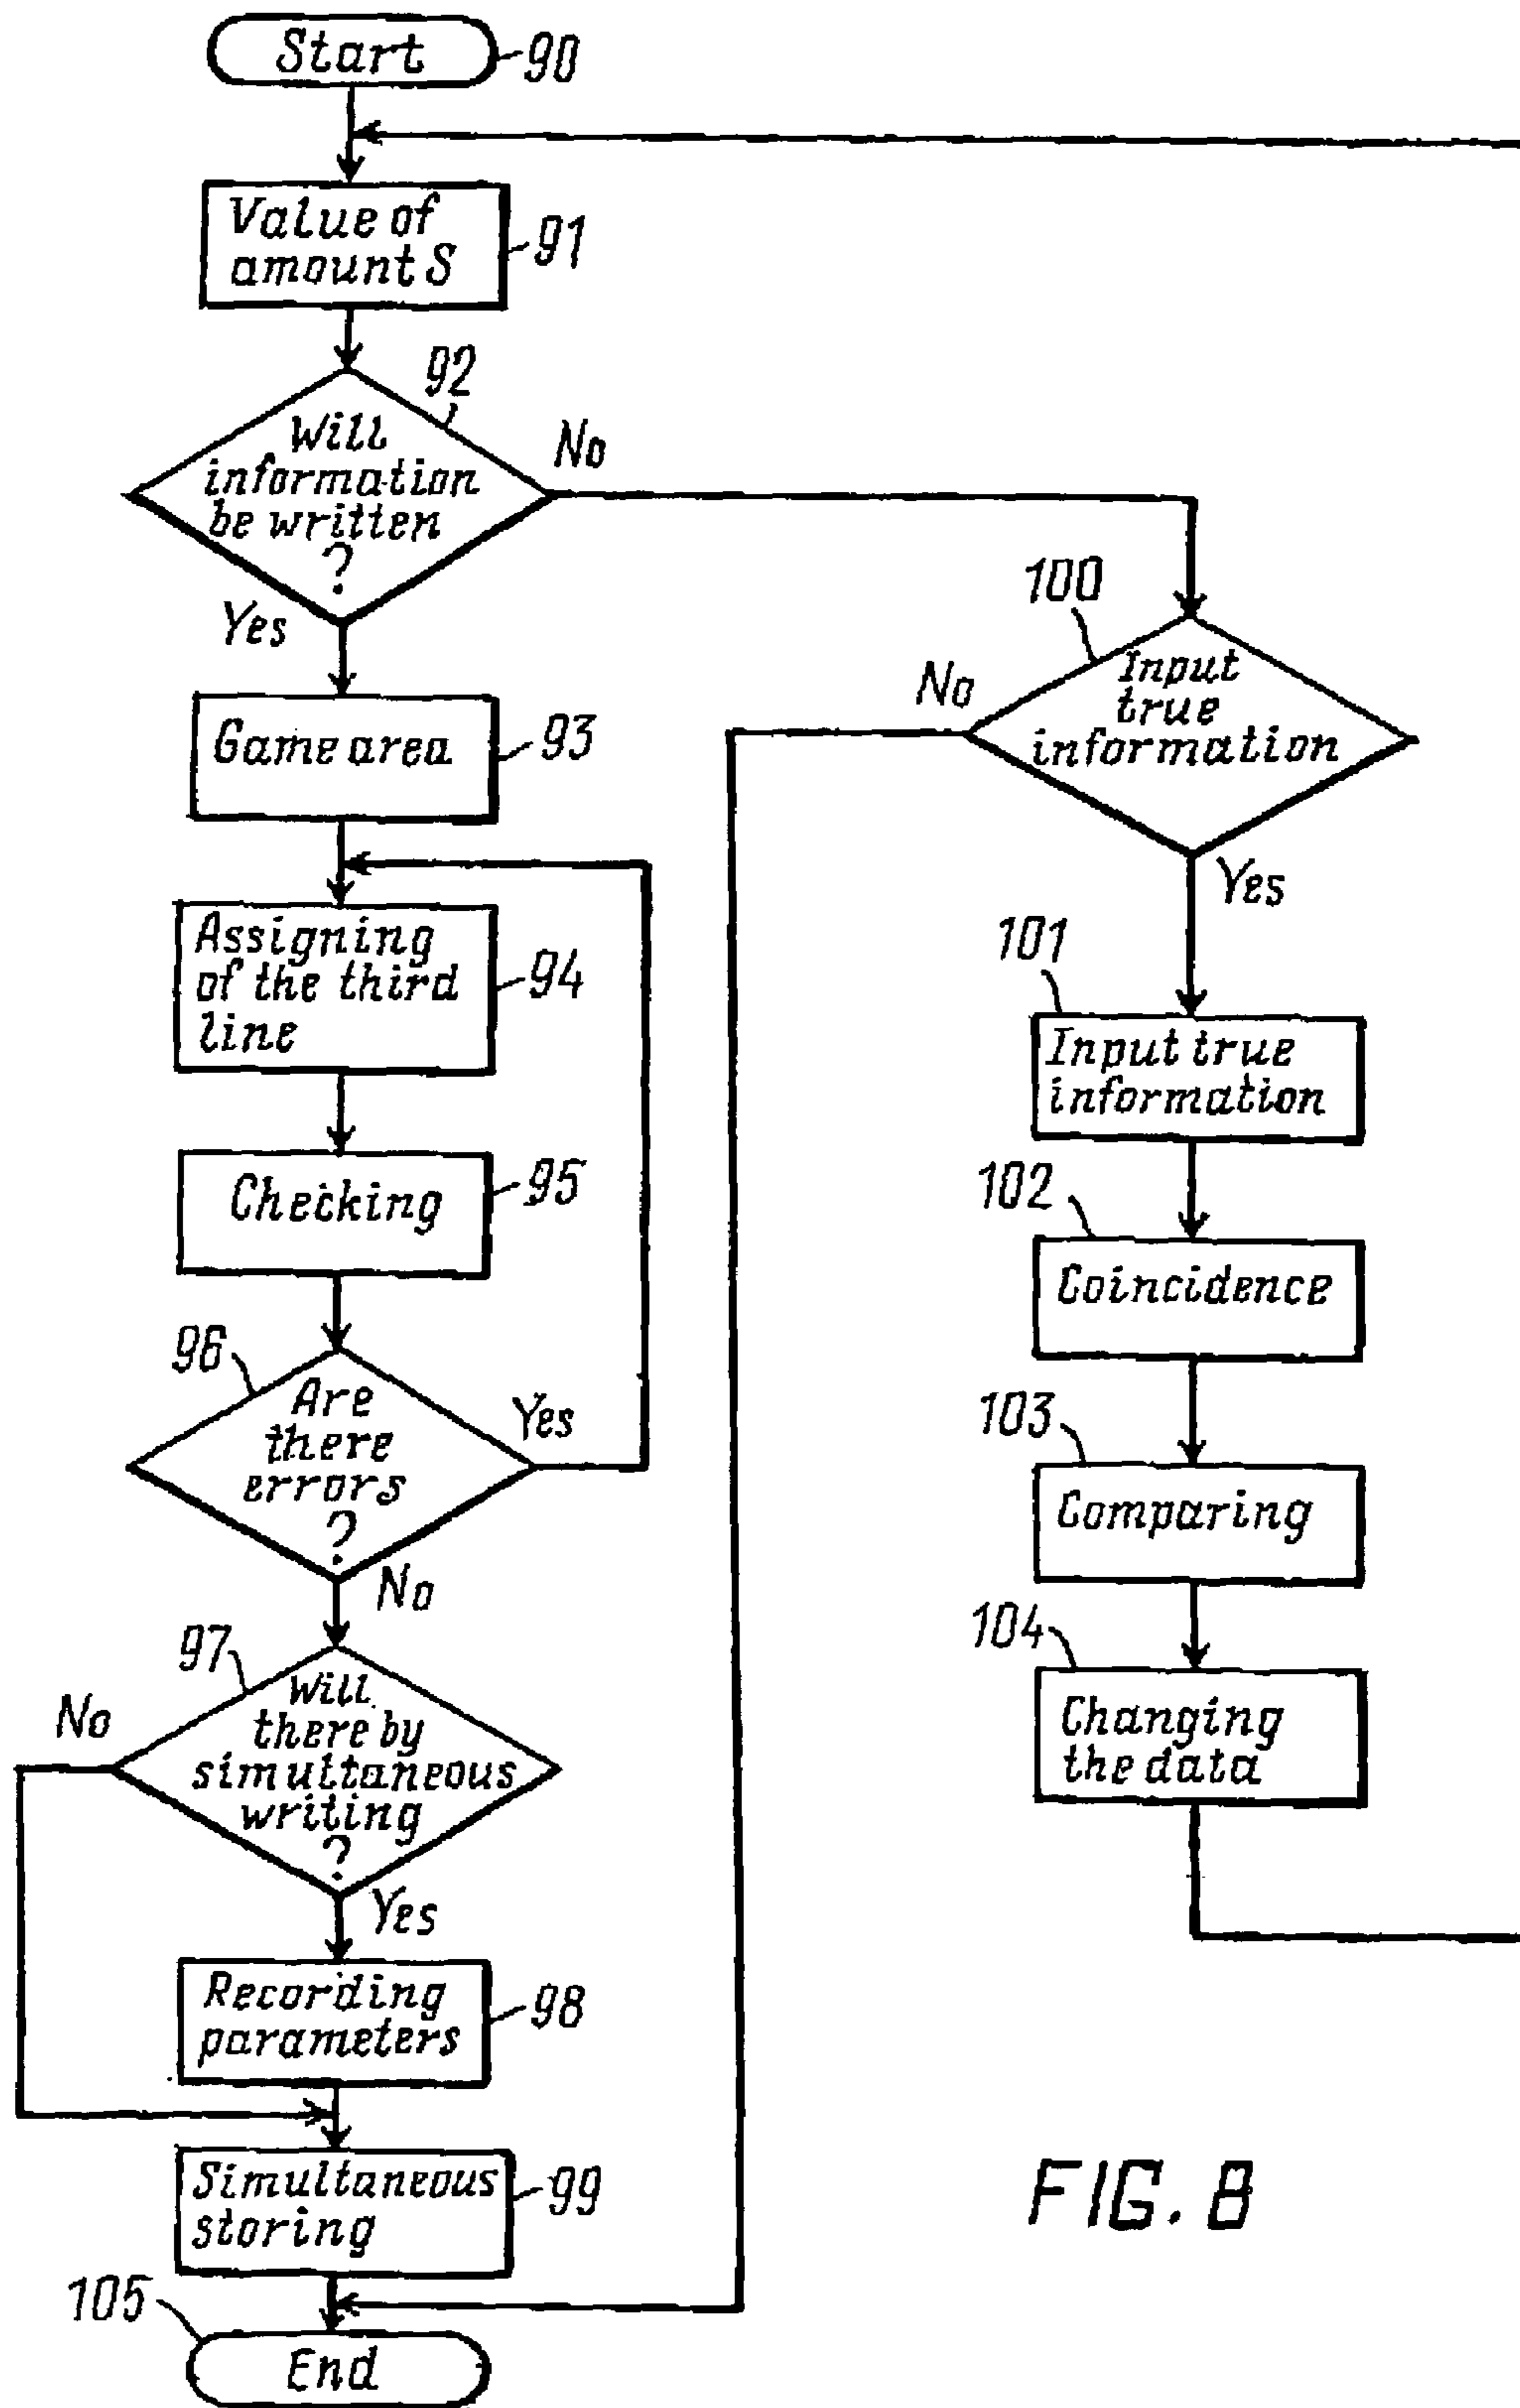 Start
90
Value of
amount S
91
92
Will
information
be written
?
No
Yes
Game area
93
Assigning
of the third
line
94
Checking
95
96
Are
there
errors
?
Yes
No
97
Will
there by
simultaneous
writing
?
No
Yes
Recording
parameters
98
Simultaneous
storing
99
105
End
100
Input
true
information
No
Yes
101
Input true
information
102
Coincidence
103
Comparing
104
Changing
the data
FIG. 8